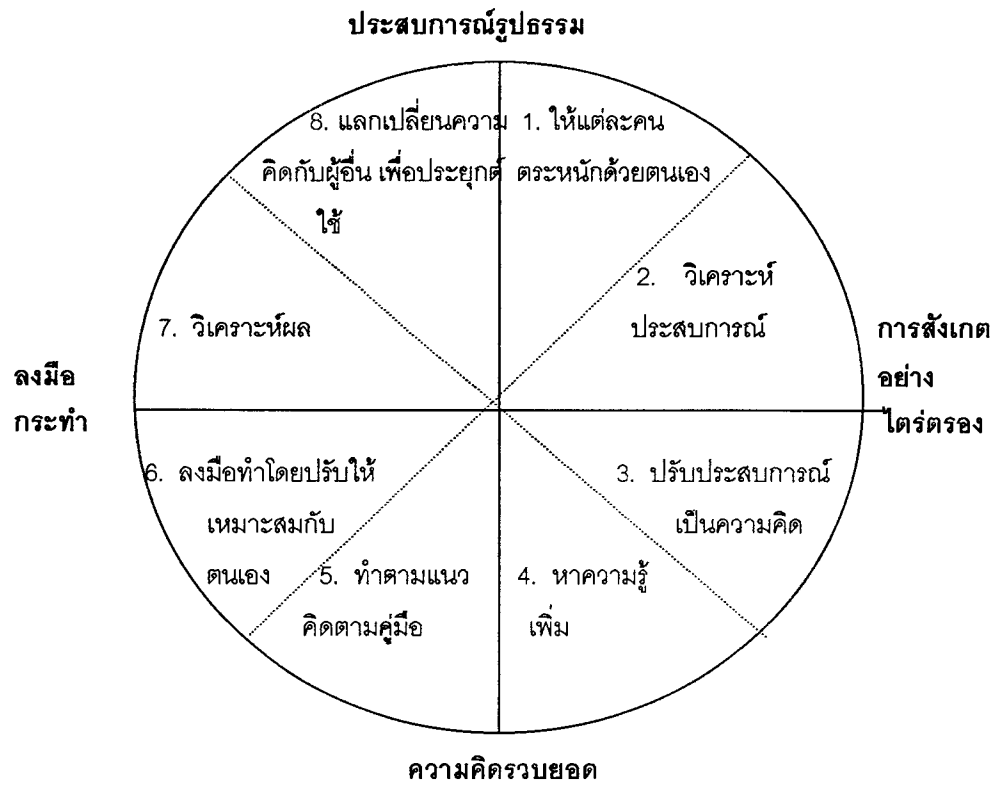 ประสบการณ์รูปธรรม
8. แลกเปลี่ยนความ
คิดกับผู้อื่น เพื่อประยุกต์
ใช้
1. ให้แต่ละคน
ตระหนักด้วยตนเอง
2. วิเคราะห์
ประสบการณ์
7. วิเคราะห์ผล
การสังเกต
อย่าง
ไตร่ตรอง
ลงมือ
กระทำ
6. ลงมือทำโดยปรับให้
เหมาะสมกับ
ตนเอง
3. ปรับประสบการณ์
เป็นความคิด
5. ทำตามแนว
คิดตามคู่มือ
4. หาความรู้
เพิ่ม
ความคิดรวบยอด